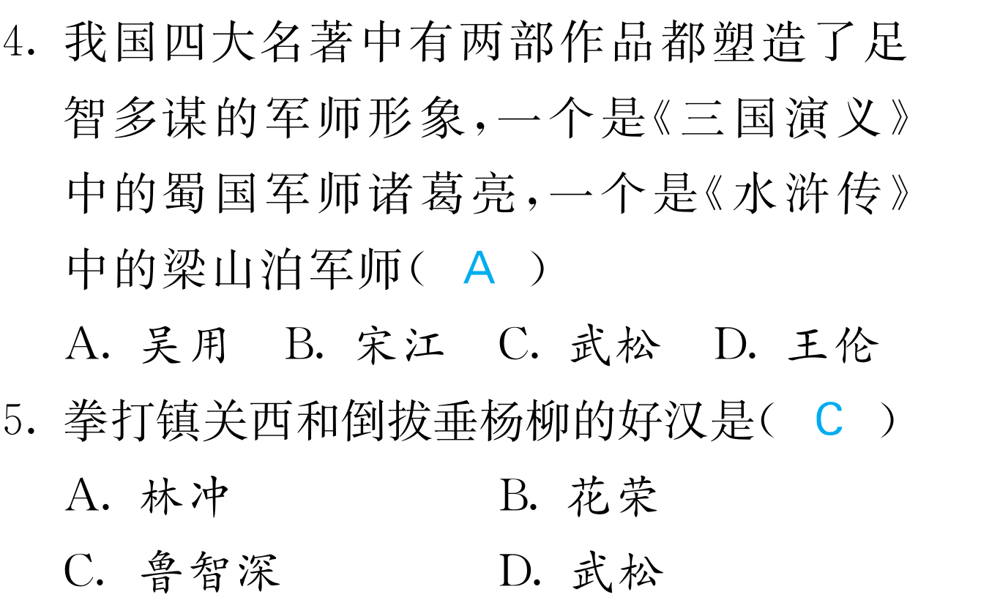 4. 我国四大名著中有两部作品都塑造了足
智多谋的军师形象,一个是《三国演义》
中的蜀国军师诸葛亮,一个是《水浒传》
中的梁山泊军师( A )
A. 吴用 B. 宋江 C. 武松 D. 王伦
5. 拳打镇关西和倒拔垂杨柳的好汉是( C )
A. 林冲 B. 花荣
C. 鲁智深 D. 武松